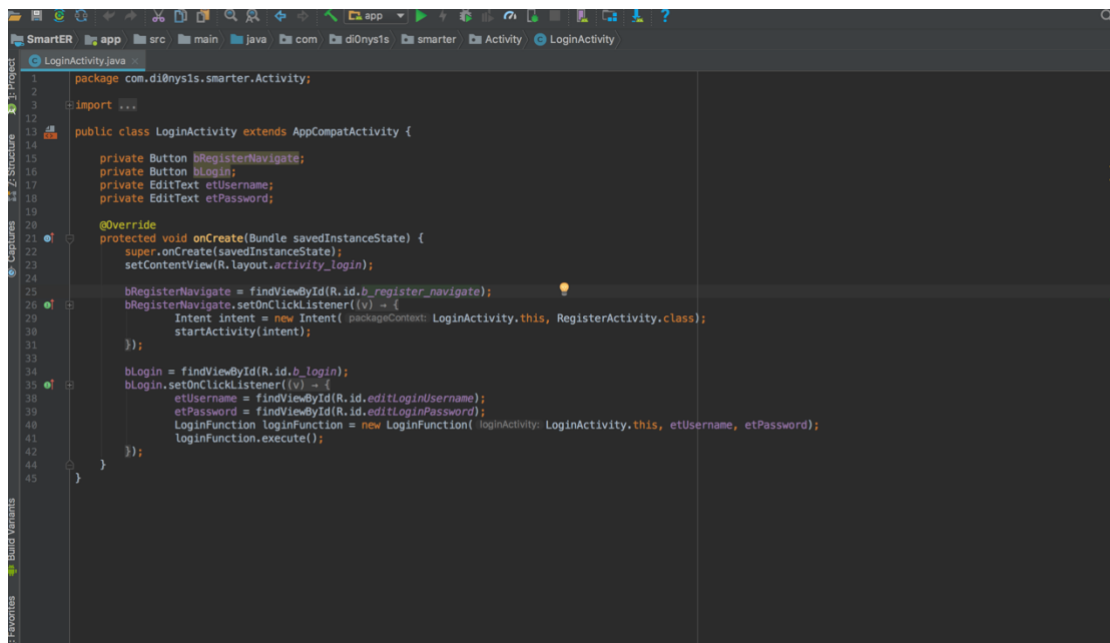 app
SmartER app src main java com di0nys1s smarter Activity LoginActivity
LoginActivity.java
1: Project
Z: Structure
Captures
Build Variants
Favorites
1 package com.di0nys1s.smarter.Activity;
2
3 import ...
12
13 public class LoginActivity extends AppCompatActivity {
14
15 private Button bRegisterNavigate;
16 private Button bLogin;
17 private EditText etUsername;
18 private EditText etPassword;
19
20 @Override
21 protected void onCreate(Bundle savedInstanceState) {
22 super.onCreate(savedInstanceState);
23 setContentView(R.layout.activity_login);
24
25 bRegisterNavigate = findViewById(R.id.b_register_navigate);
26 bRegisterNavigate.setOnClickListener((v) → {
29 Intent intent = new Intent( packageContext: LoginActivity.this, RegisterActivity.class);
30 startActivity(intent);
31 });
33
34 bLogin = findViewById(R.id.b_login);
35 bLogin.setOnClickListener((v) → {
38 etUsername = findViewById(R.id.editLoginUsername);
39 etPassword = findViewById(R.id.editLoginPassword);
40 LoginFunction loginFunction = new LoginFunction( loginActivity: LoginActivity.this, etUsername, etPassword);
41 loginFunction.execute();
42 });
44 }
45 }